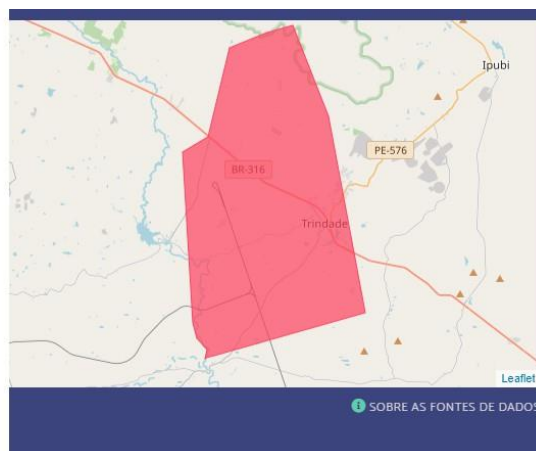 Ipubi
PE-576
BR-316
Trindade
Leaflet
i SOBRE AS FONTES DE DADOS